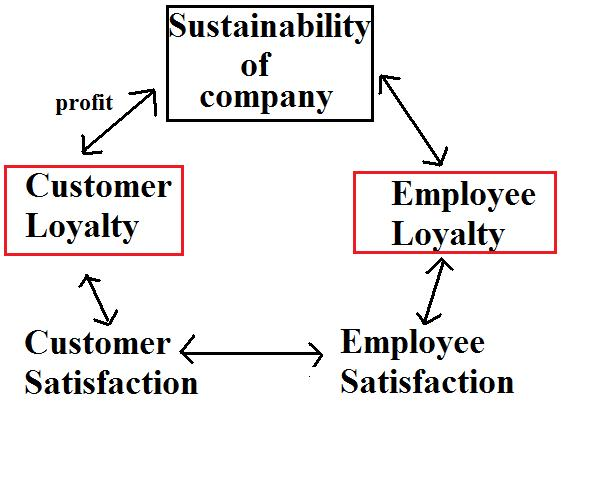 Sustainability
of
company
profit
Customer
Loyalty
Employee
Loyalty
Customer
Satisfaction
Employee
Satisfaction